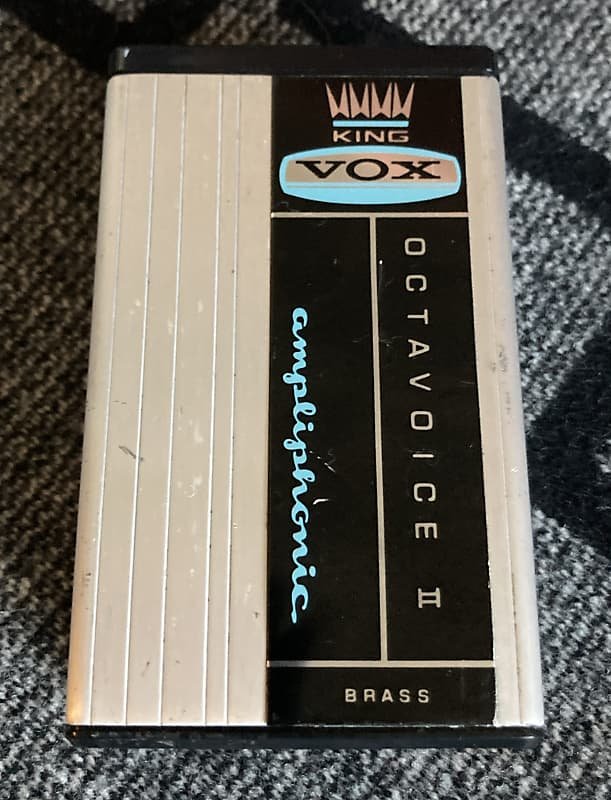 KING
VOX
OCTAVOICE II
ampliphonic
BRASS